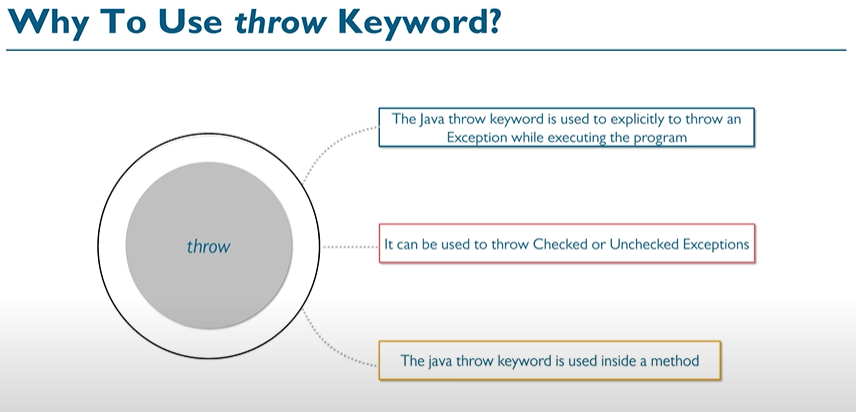 Why To Use throw Keyword?
throw
The Java throw keyword is used to explicitly to throw an
Exception while executing the program
It can be used to throw Checked or Unchecked Exceptions
The java throw keyword is used inside a method